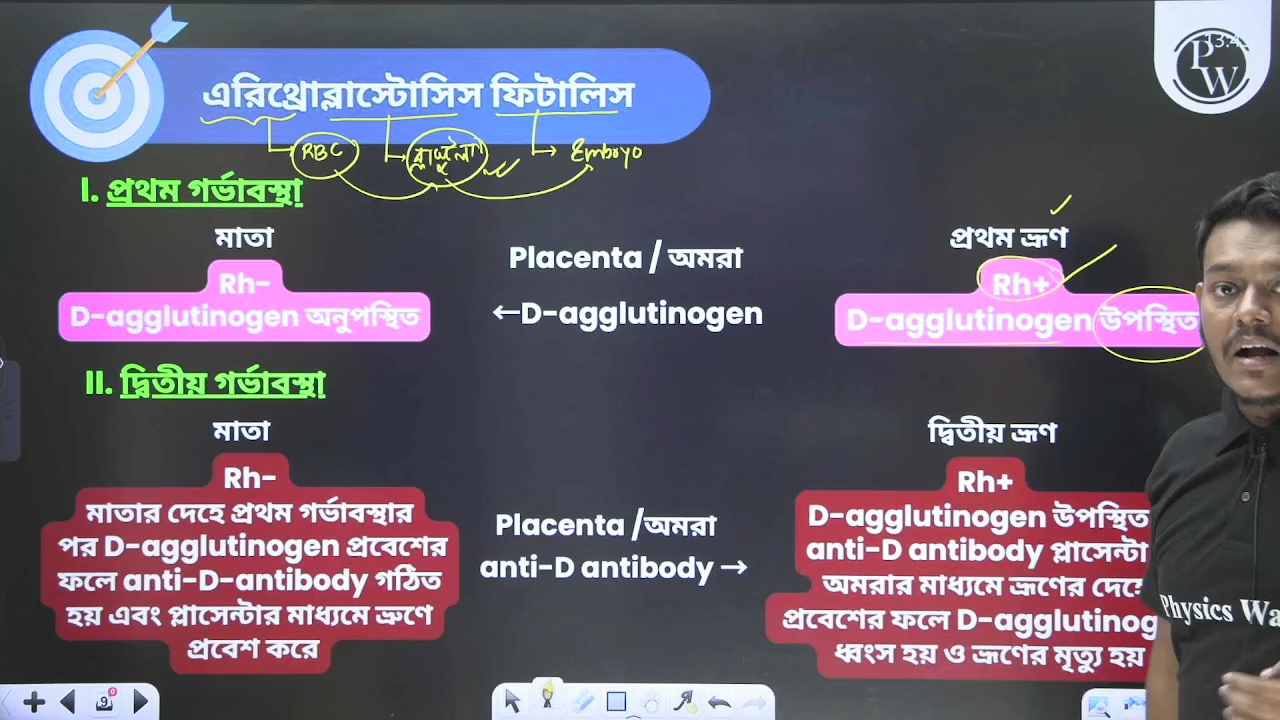 এরিথ্রোব্লাস্টোসিস ফিটালিস
RBC
Embryo
I. প্রথম গর্ভাবস্থা
মাতা
Rh-
D-agglutinogen অনুপস্থিত
Placenta / অমরা
←D-agglutinogen
প্রথম ভ্রূণ
Rh+
D-agglutinogen উপস্থিত
II. দ্বিতীয় গর্ভাবস্থা
মাতা
Rh-
মাতার দেহে প্রথম গর্ভাবস্থার
পর D-agglutinogen প্রবেশের
ফলে anti-D-antibody গঠিত
হয় এবং প্লাসেন্টার মাধ্যমে ভ্রুণে
প্রবেশ করে
Placenta /অমরা
anti-D antibody →
দ্বিতীয় ভ্রূণ
Rh+
D-agglutinogen উপস্থিত
anti-D antibody প্লাসেন্টা
অমরার মাধ্যমে ভ্রূণের দেহে
প্রবেশের ফলে D-agglutinog
ধ্বংস হয় ও ভ্রূণের মৃত্যু হয়
PW
Physics Wa
9